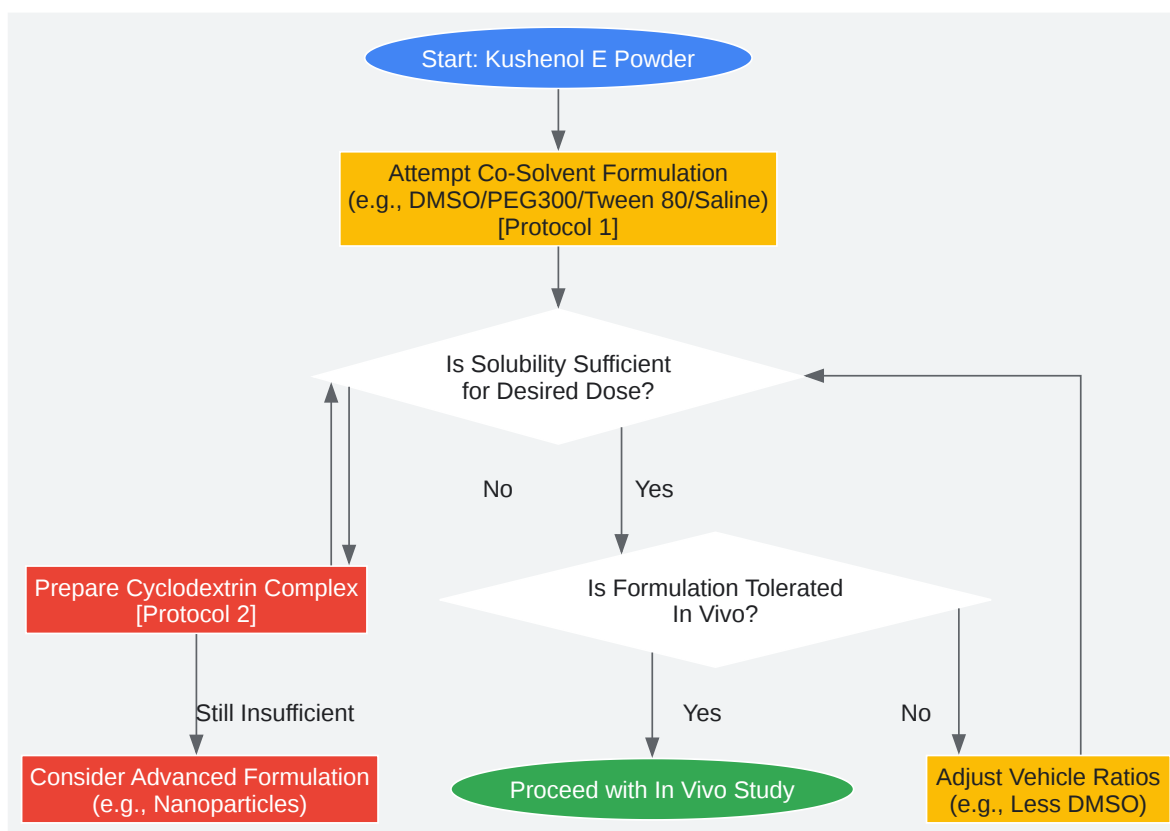 Start: Kushenol E Powder
Attempt Co-Solvent Formulation
(e.g., DMSO/PEG300/Tween 80/Saline)
[Protocol 1]
Is Solubility Sufficient
for Desired Dose?
No
Yes
Prepare Cyclodextrin Complex
[Protocol 2]
Is Formulation Tolerated
In Vivo?
Still Insufficient
Yes
No
Consider Advanced Formulation
(e.g., Nanoparticles)
Proceed with In Vivo Study
Adjust Vehicle Ratios
(e.g., Less DMSO)